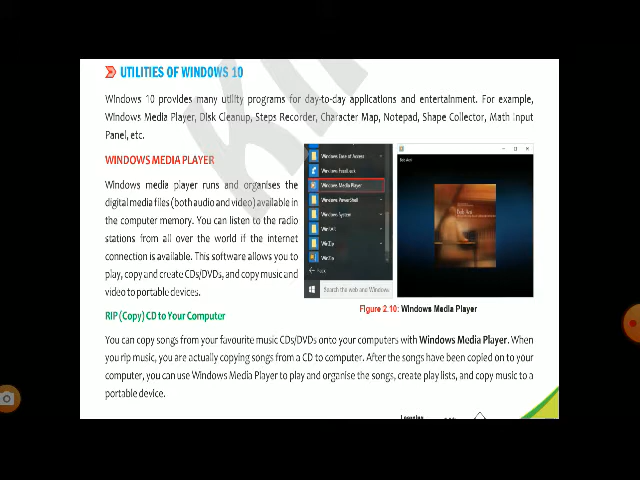 UTILITIES OF WINDOWS 10
Windows 10 provides many utility programs for day-to-day applications and entertainment. For example,
Windows Media Player, Disk Cleanup, Steps Recorder, Character Map, Notepad, Shape Collector, Math Input
Panel, etc.
WINDOWS MEDIA PLAYER
Windows media player runs and organises the
digital media files (both audio and video) available in
the computer memory. You can listen to the radio
stations from all over the world if the internet
connection is available. This software allows you to
play, copy and create CDs/DVDs, and copy music and
video to portable devices.
Windows Ease of Access
Windows Feedback
Windows Media Player
Windows PowerShell
Windows System
WinZip
WinZip
Back
Search the web and Windows
Figure 2.10: Windows Media Player
RIP (Copy) CD to Your Computer
You can copy songs from your favourite music CDs/DVDs onto your computers with Windows Media Player. When
you rip music, you are actually copying songs from a CD to computer. After the songs have been copied on to your
computer, you can use Windows Media Player to play and organise the songs, create play lists, and copy music to a
portable device.